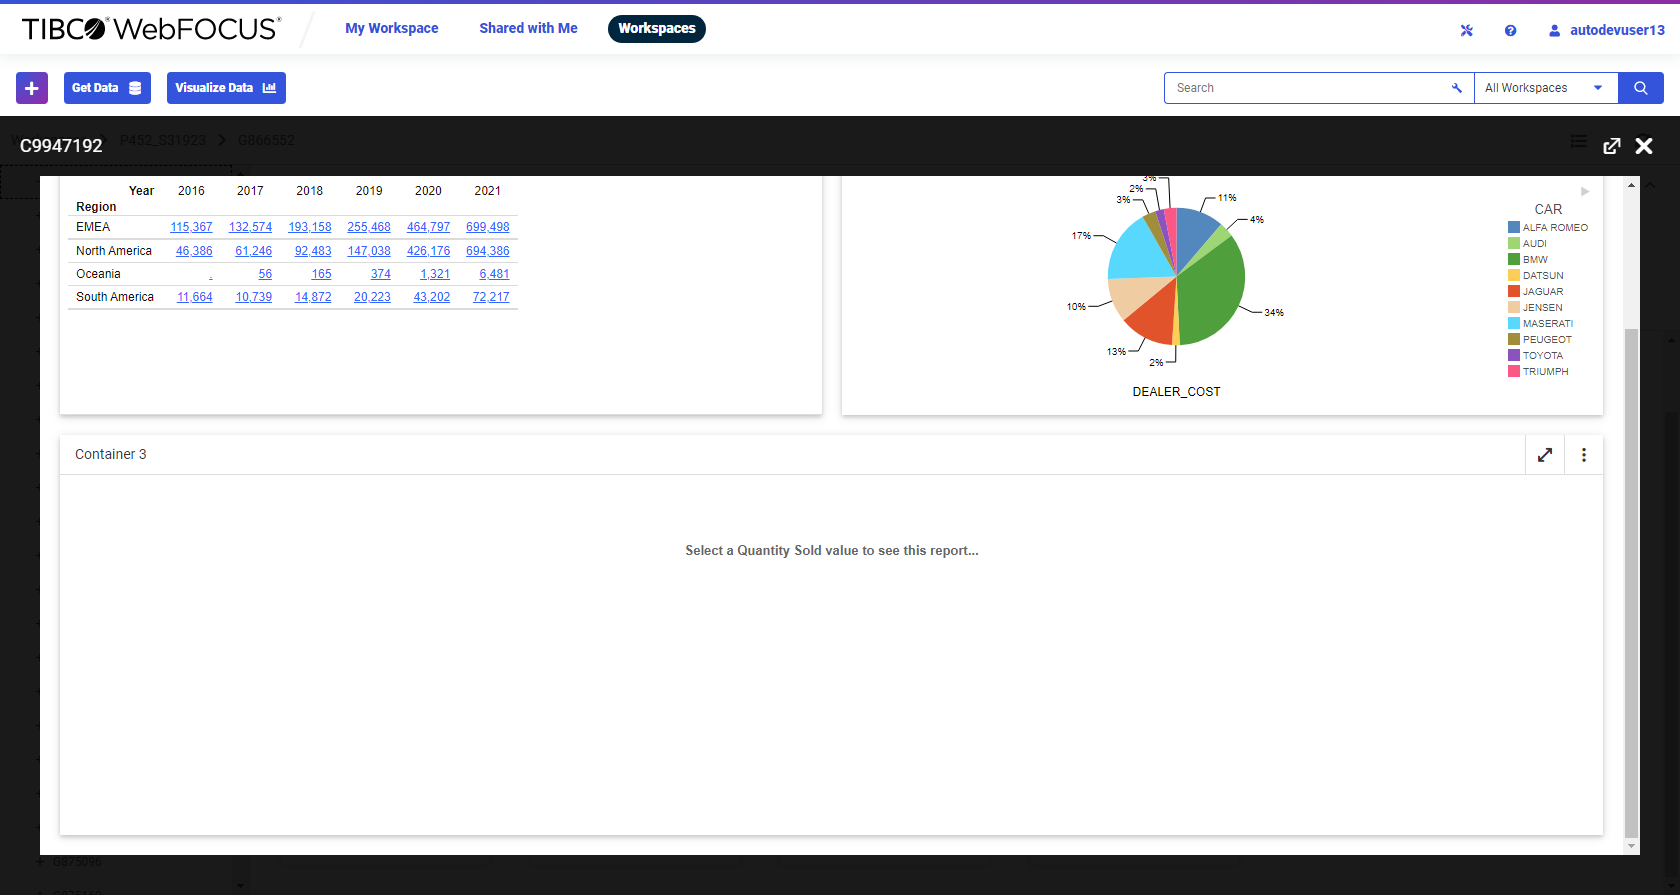 TIBCO® WebFOCUS®
My Workspace
Shared with Me
Workspaces
autodevuser13
+
Get Data
Visualize Data
Search
All Workspaces
P452_S31923 > G866552
C9947192
Year 2016 2017 2018 2019 2020 2021
Region
EMEA 115,367 132,574 193,158 255,468 464,797 699,498
North America 46,386 61,246 92,483 147,038 426,176 694,386
Oceania . 56 165 374 1,321 6,481
South America 11,664 10,739 14,872 20,223 43,202 72,217
3%
2%
3%
11%
4%
17%
10%
34%
13%
2%
DEALER_COST
CAR
ALFA ROMEO
AUDI
BMW
DATSUN
JAGUAR
JENSEN
MASERATI
PEUGEOT
TOYOTA
TRIUMPH
Container 3
Select a Quantity Sold value to see this report...
G875096